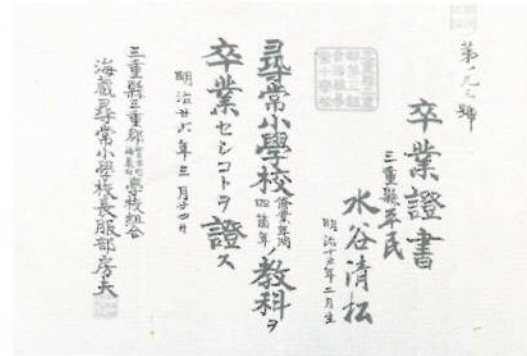 第一九三號
卒業證書
三重縣平民
水谷清松
明治十五年二月生
尋常小學校修業年限四箇年ノ教科ヲ
卒業セシコトヲ證ス
明治廿六年三月廿四日
三重縣三重郡學校組合
海蔵尋常小學校長服部房夫